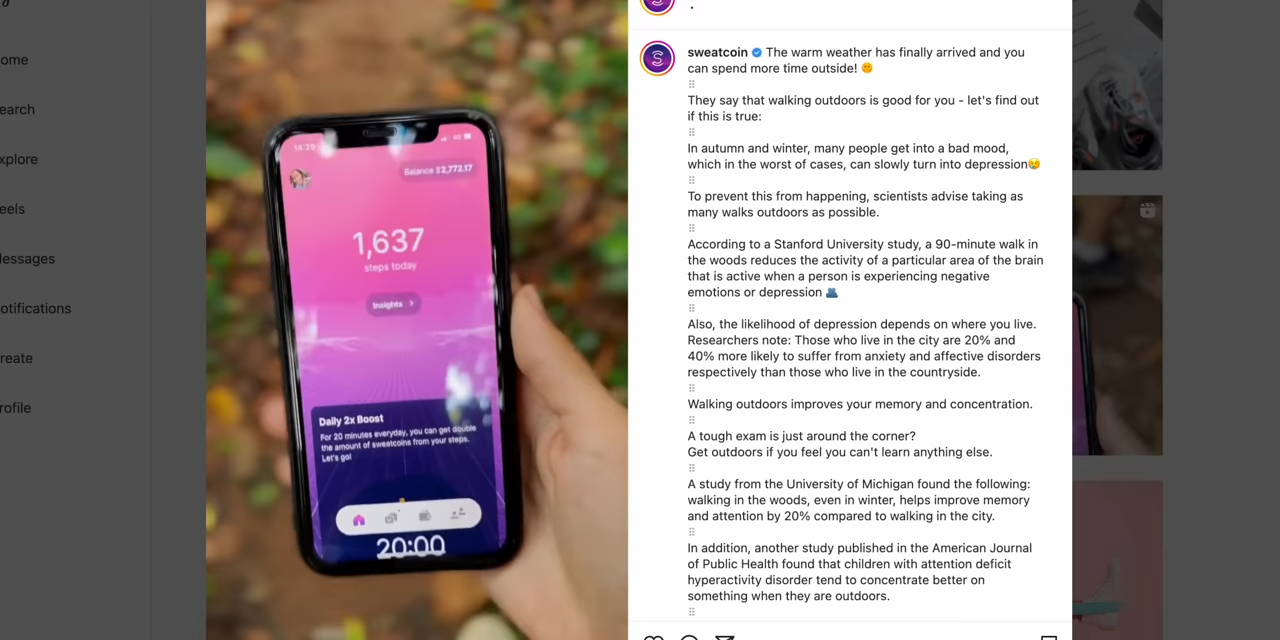 ome
earch
xplore
eels
essages
otifications
reate
rofile
14:29
4G
Balance 2,772.17
1,637
steps today
Insights
Daily 2x Boost
For 20 minutes everyday, you can get double
the amount of sweatcoins from your steps.
Let's go!
20:00
.
sweatcoin The warm weather has finally arrived and you
can spend more time outside! 
They say that walking outdoors is good for you - let's find out
if this is true:
In autumn and winter, many people get into a bad mood,
which in the worst of cases, can slowly turn into depression😢
To prevent this from happening, scientists advise taking as
many walks outdoors as possible.
According to a Stanford University study, a 90-minute walk in
the woods reduces the activity of a particular area of the brain
that is active when a person is experiencing negative
emotions or depression 👥
Also, the likelihood of depression depends on where you live.
Researchers note: Those who live in the city are 20% and
40% more likely to suffer from anxiety and affective disorders
respectively than those who live in the countryside.
Walking outdoors improves your memory and concentration.
A tough exam is just around the corner?
Get outdoors if you feel you can't learn anything else.
A study from the University of Michigan found the following:
walking in the woods, even in winter, helps improve memory
and attention by 20% compared to walking in the city.
In addition, another study published in the American Journal
of Public Health found that children with attention deficit
hyperactivity disorder tend to concentrate better on
something when they are outdoors.